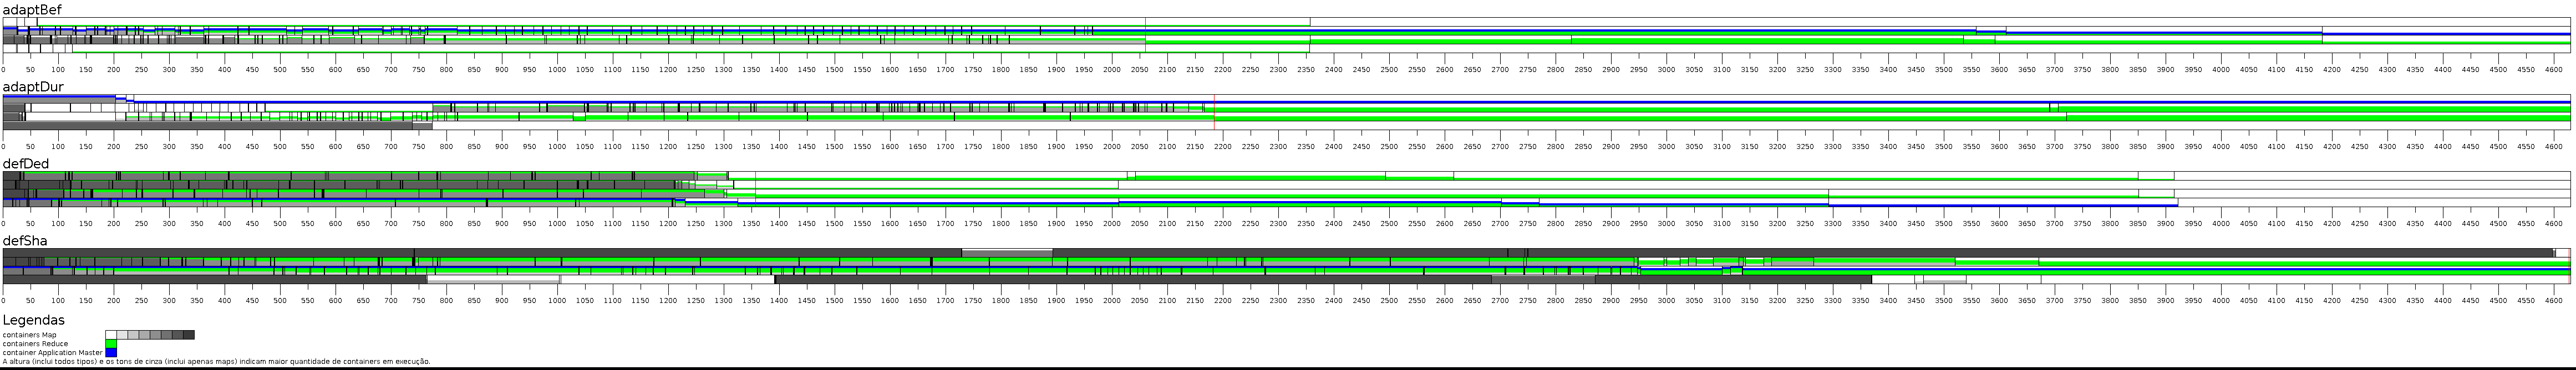 adaptBef
0 50 100 150 200 250 300 350 400 450 500 550 600 650 700 750 800 850 900 950 1000 1050 1100 1150 1200 1250 1300 1350 1400 1450 1500 1550 1600 1650 1700 1750 1800 1850 1900 1950 2000 2050 2100 2150 2200 2250 2300 2350 2400 2450 2500 2550 2600 2650 2700 2750 2800 2850 2900 2950 3000 3050 3100 3150 3200 3250 3300 3350 3400 3450 3500 3550 3600 3650 3700 3750 3800 3850 3900 3950 4000 4050 4100 4150 4200 4250 4300 4350 4400 4450 4500 4550 4600
adaptDur
0 50 100 150 200 250 300 350 400 450 500 550 600 650 700 750 800 850 900 950 1000 1050 1100 1150 1200 1250 1300 1350 1400 1450 1500 1550 1600 1650 1700 1750 1800 1850 1900 1950 2000 2050 2100 2150 2200 2250 2300 2350 2400 2450 2500 2550 2600 2650 2700 2750 2800 2850 2900 2950 3000 3050 3100 3150 3200 3250 3300 3350 3400 3450 3500 3550 3600 3650 3700 3750 3800 3850 3900 3950 4000 4050 4100 4150 4200 4250 4300 4350 4400 4450 4500 4550 4600
defDed
0 50 100 150 200 250 300 350 400 450 500 550 600 650 700 750 800 850 900 950 1000 1050 1100 1150 1200 1250 1300 1350 1400 1450 1500 1550 1600 1650 1700 1750 1800 1850 1900 1950 2000 2050 2100 2150 2200 2250 2300 2350 2400 2450 2500 2550 2600 2650 2700 2750 2800 2850 2900 2950 3000 3050 3100 3150 3200 3250 3300 3350 3400 3450 3500 3550 3600 3650 3700 3750 3800 3850 3900 3950 4000 4050 4100 4150 4200 4250 4300 4350 4400 4450 4500 4550 4600
defSha
0 50 100 150 200 250 300 350 400 450 500 550 600 650 700 750 800 850 900 950 1000 1050 1100 1150 1200 1250 1300 1350 1400 1450 1500 1550 1600 1650 1700 1750 1800 1850 1900 1950 2000 2050 2100 2150 2200 2250 2300 2350 2400 2450 2500 2550 2600 2650 2700 2750 2800 2850 2900 2950 3000 3050 3100 3150 3200 3250 3300 3350 3400 3450 3500 3550 3600 3650 3700 3750 3800 3850 3900 3950 4000 4050 4100 4150 4200 4250 4300 4350 4400 4450 4500 4550 4600
Legendas
containers Map
containers Reduce
container Application Master
A altura (inclui todos tipos) e os tons de cinza (inclui apenas maps) indicam maior quantidade de containers em execução.